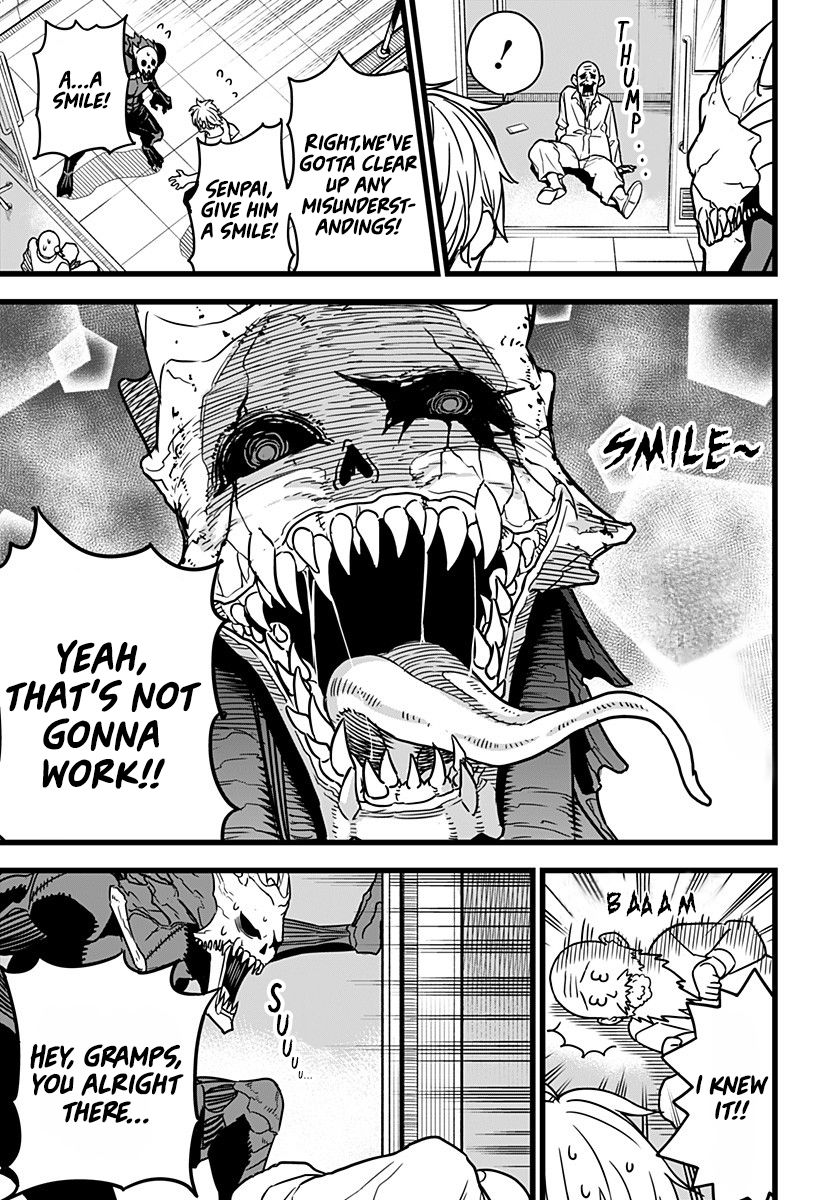 THUMP...
!
RIGHT, WE'VE
GOTTA CLEAR
UP ANY
MISUNDERST-
ANDINGS!
SENPAI,
GIVE HIM
A SMILE!
A...A
SMILE!
SMILE~
YEAH,
THAT'S NOT
GONNA
WORK!!
BAAAM
I KNEW
IT!!
SUUU...
HEY, GRAMPS,
YOU ALRIGHT
THERE...